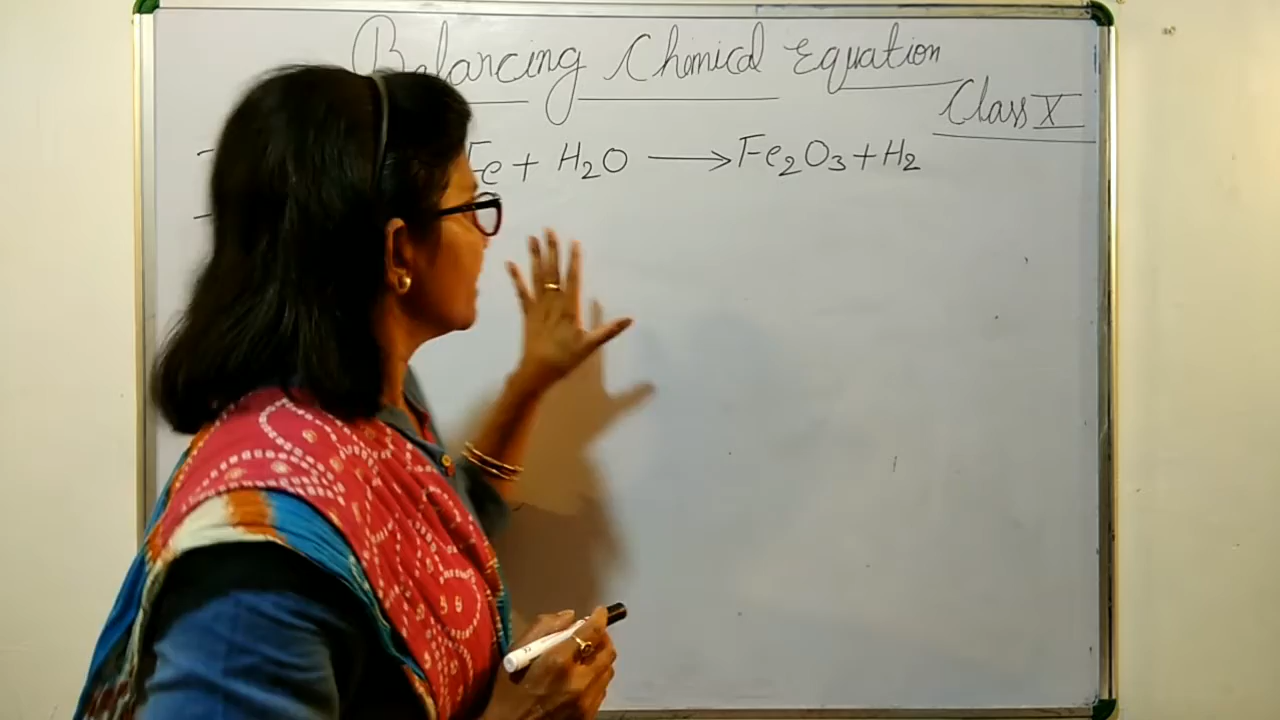 Balancing Chemical Equation
Class X
Fe + H₂O ⟶ Fe₂O₃ + H₂